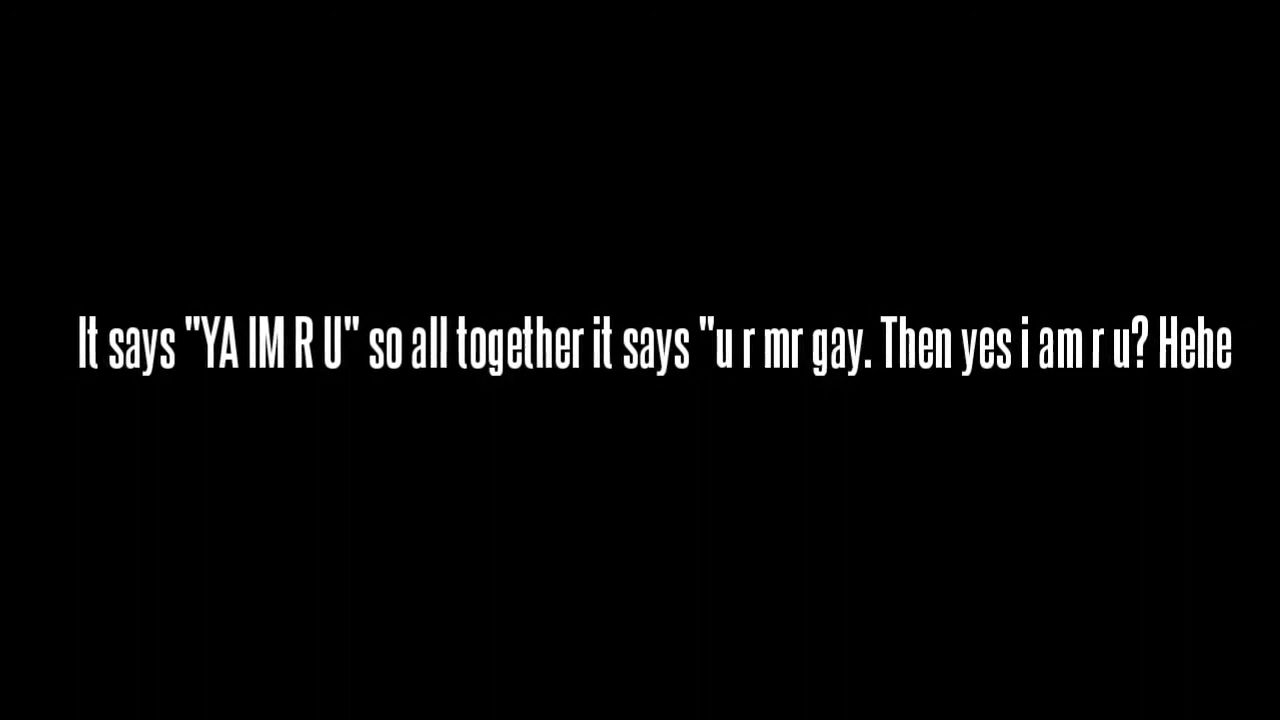 It says "YA IM R U" so all together it says "u r mr gay. Then yes i am r u? Hehe